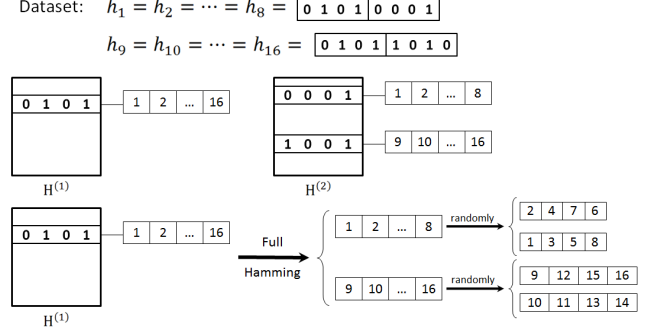 Dataset: h₁ = h₂ = ⋯ = h₈ = 0 1 0 1 0 0 0 1
h₉ = h₁₀ = ⋯ = h₁₆ = 0 1 0 1 1 0 1 0
0 1 0 1 1 2 ... 16
H⁽¹⁾
0 0 0 1 1 2 ... 8
1 0 0 1 9 10 ... 16
H⁽²⁾
0 1 0 1 1 2 ... 16
H⁽¹⁾
Full
Hamming
1 2 ... 8
randomly
2 4 7 6
1 3 5 8
9 10 ... 16
randomly
9 12 15 16
10 11 13 14